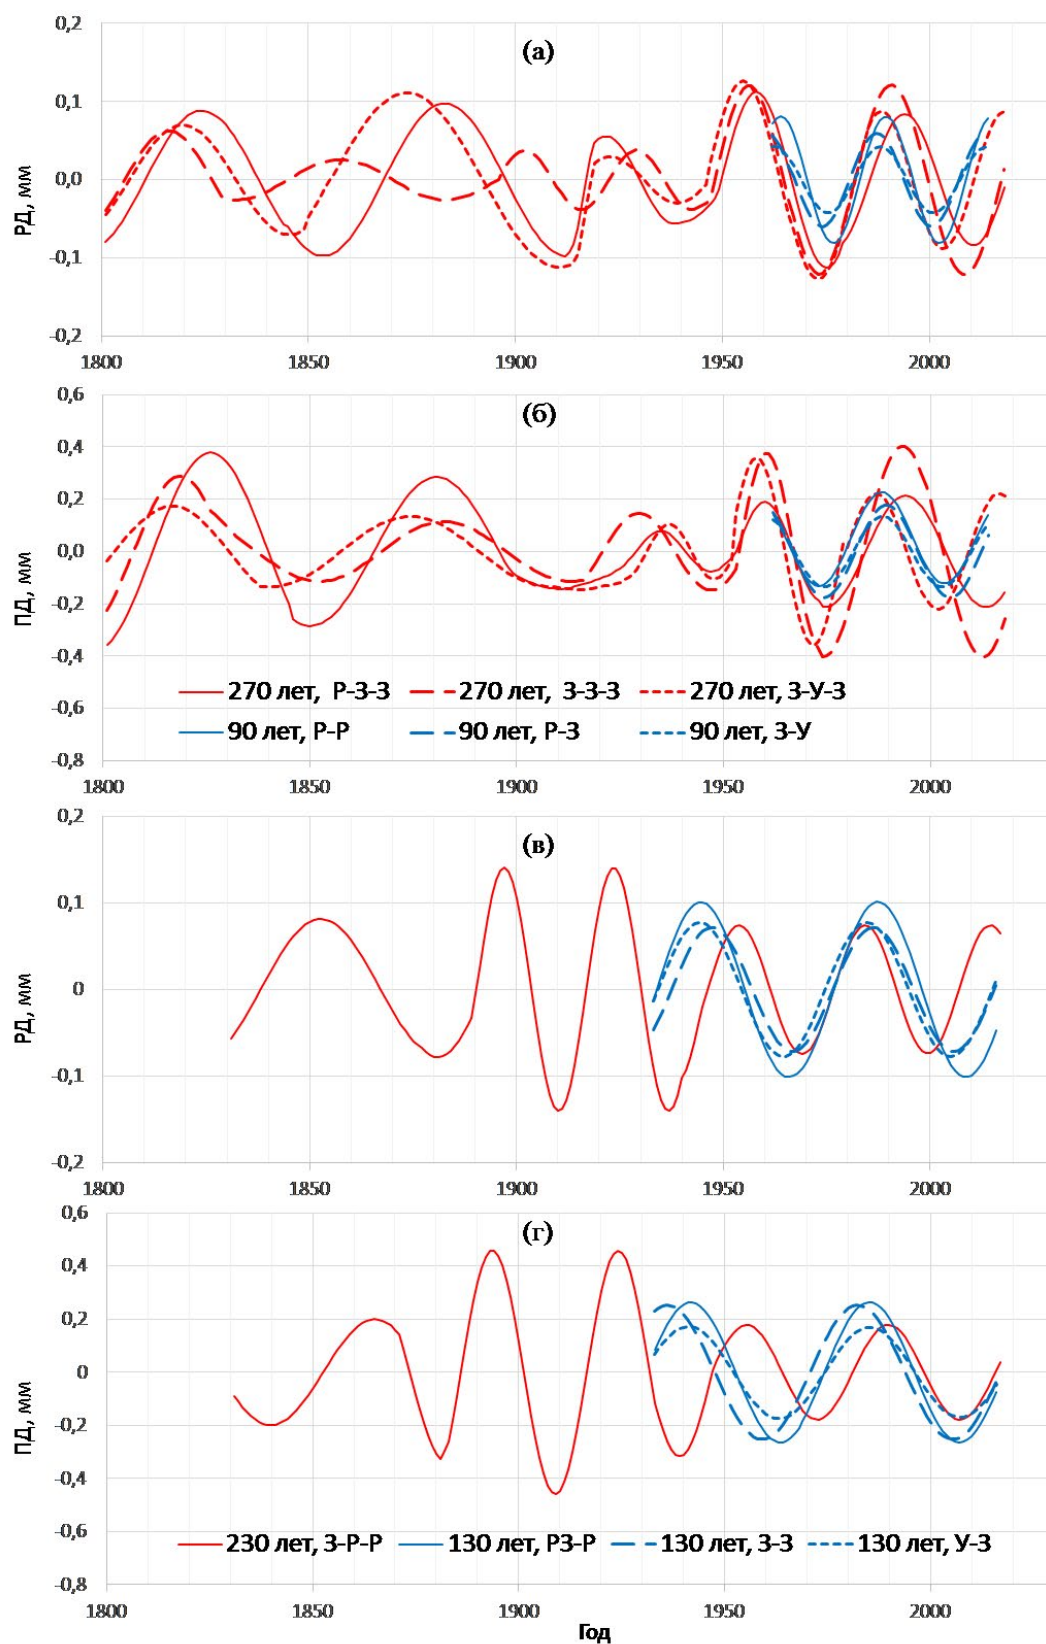 0,2
(а)
0,1
0,0
-0,1
-0,2
РД, мм
1800 1850 1900 1950 2000
0,6
(б)
0,4
0,2
0,0
-0,2
-0,4
-0,6
-0,8
ПД, мм
270 лет, Р-З-З 270 лет, З-З-З 270 лет, З-У-З
90 лет, Р-Р 90 лет, Р-З 90 лет, З-У
1800 1850 1900 1950 2000
0,2
(в)
0,1
0
-0,1
-0,2
РД, мм
1800 1850 1900 1950 2000
0,6
(г)
0,4
0,2
0
-0,2
-0,4
-0,6
-0,8
ПД, мм
230 лет, З-Р-Р 130 лет, РЗ-Р 130 лет, З-З 130 лет, У-З
1800 1850 1900 1950 2000
Год